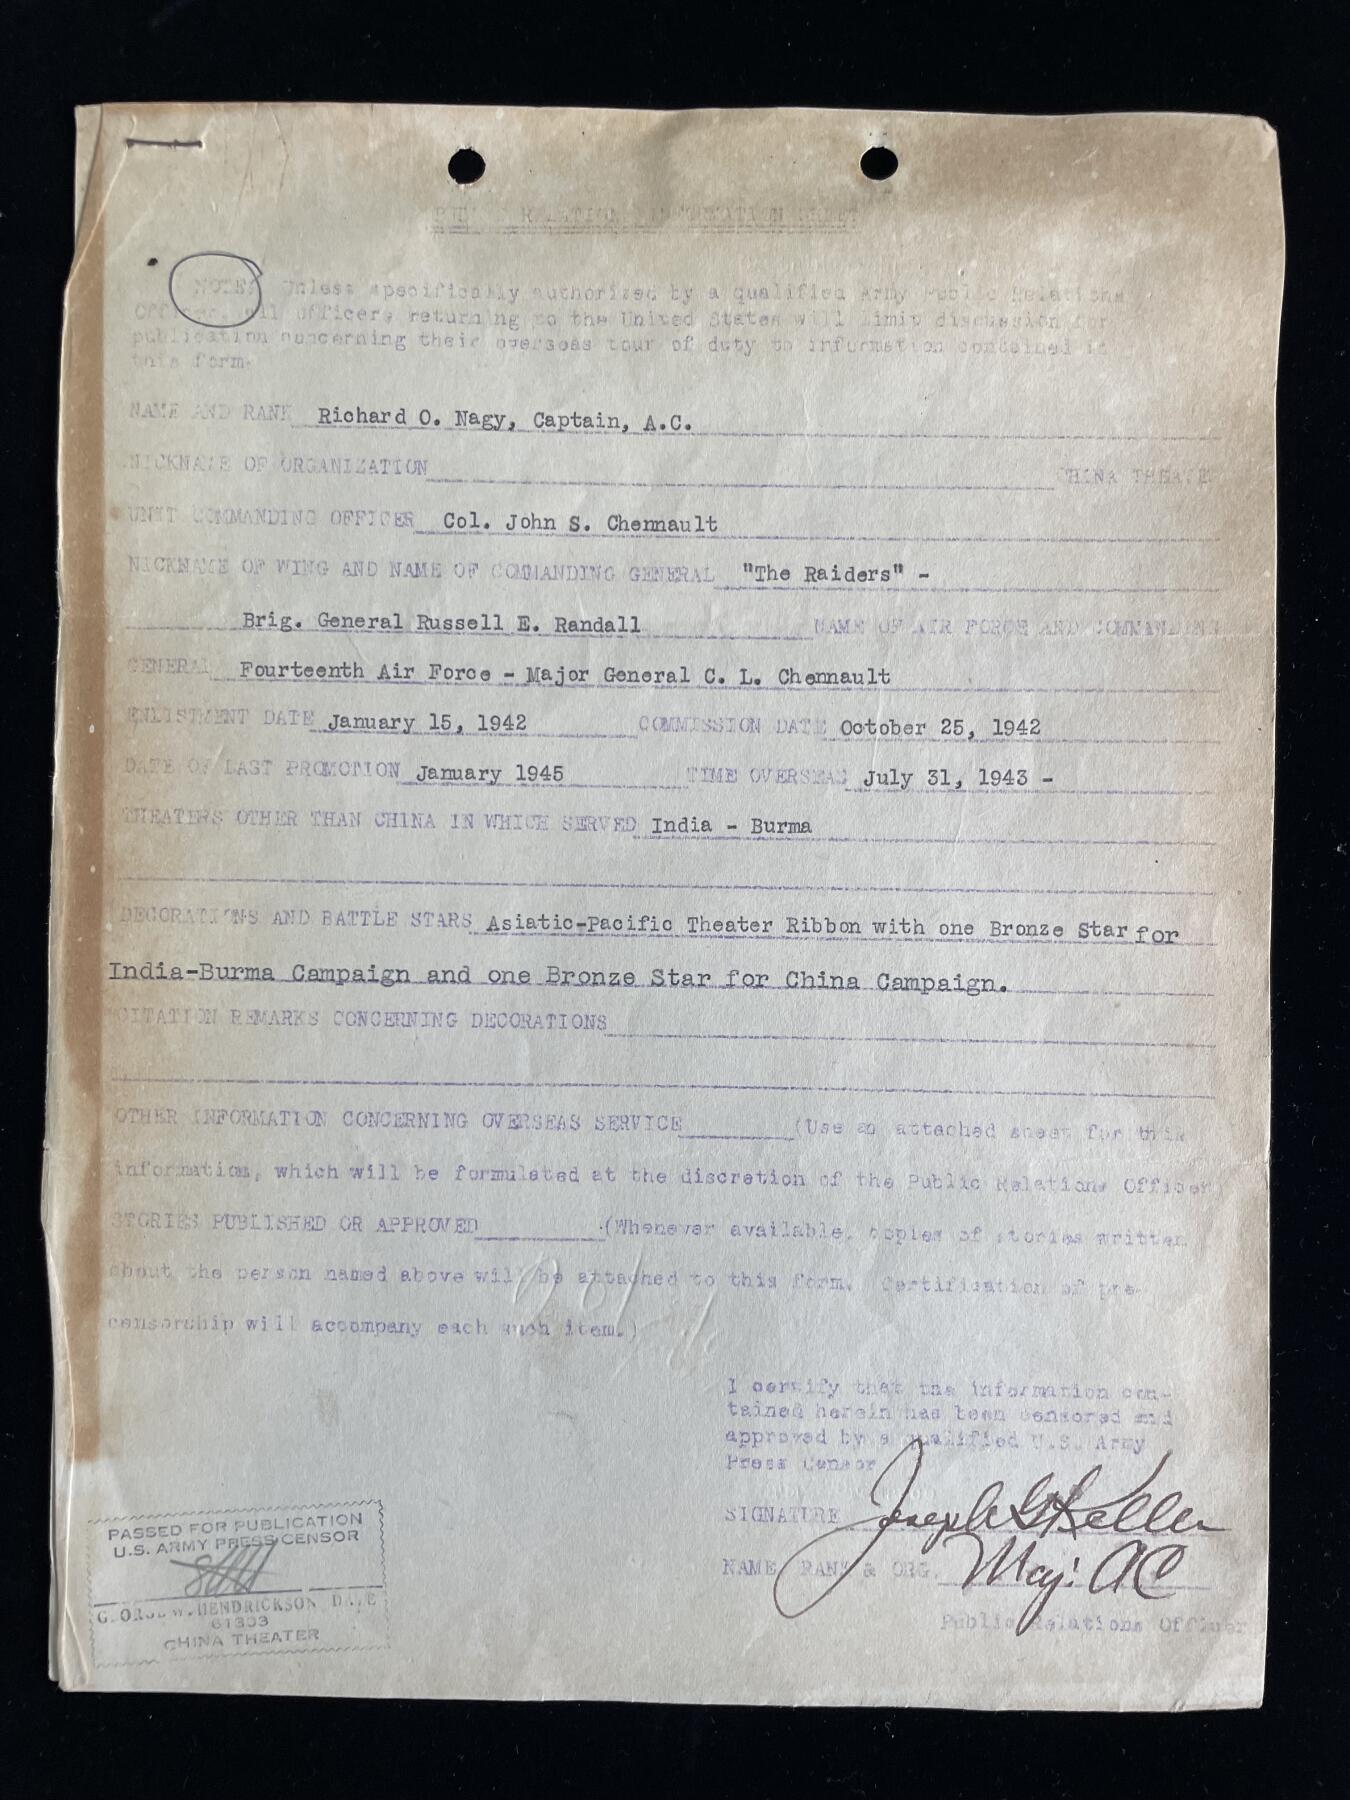 PUBLIC RELATIONS INFORMATION SHEET
NOTE: Unless specifically authorized by a qualified Army Public Relations
Officer, all officers returning to the United States will limit discussion for
publication concerning their overseas tour of duty to information contained in
this form.
NAME AND RANK Richard O. Nagy, Captain, A.C.
NICKNAME OF ORGANIZATION CHINA THEATER
UNIT COMMANDING OFFICER Col. John S. Chennault
NICKNAME OF WING AND NAME OF COMMANDING GENERAL "The Raiders" -
Brig. General Russell E. Randall NAME OF AIR FORCE AND COMMANDING
GENERAL Fourteenth Air Force - Major General C. L. Chennault
ENLISTMENT DATE January 15, 1942 COMMISSION DATE October 25, 1942
DATE OF LAST PROMOTION January 1945 TIME OVERSEAS July 31, 1943 -
THEATERS OTHER THAN CHINA IN WHICH SERVED India - Burma
DECORATIONS AND BATTLE STARS Asiatic-Pacific Theater Ribbon with one Bronze Star for
India-Burma Campaign and one Bronze Star for China Campaign.
CITATION REMARKS CONCERNING DECORATIONS
OTHER INFORMATION CONCERNING OVERSEAS SERVICE (Use an attached sheet for this
information, which will be formulated at the discretion of the Public Relations Officer)
STORIES PUBLISHED OR APPROVED (Whenever available, copies of stories written
about the person named above will be attached to this form. Certification of pre-
censorship will accompany each such item.)
I certify that the information con-
tained herein has been censored and
approved by a qualified U.S. Army
Press Censor
SIGNATURE Joseph G Keller
NAME, RANK & ORG. Maj. AC
Public Relations Officer
PASSED FOR PUBLICATION
U.S. ARMY PRESS CENSOR
GEORGE W. HENDRICKSON DATE
61303
CHINA THEATER